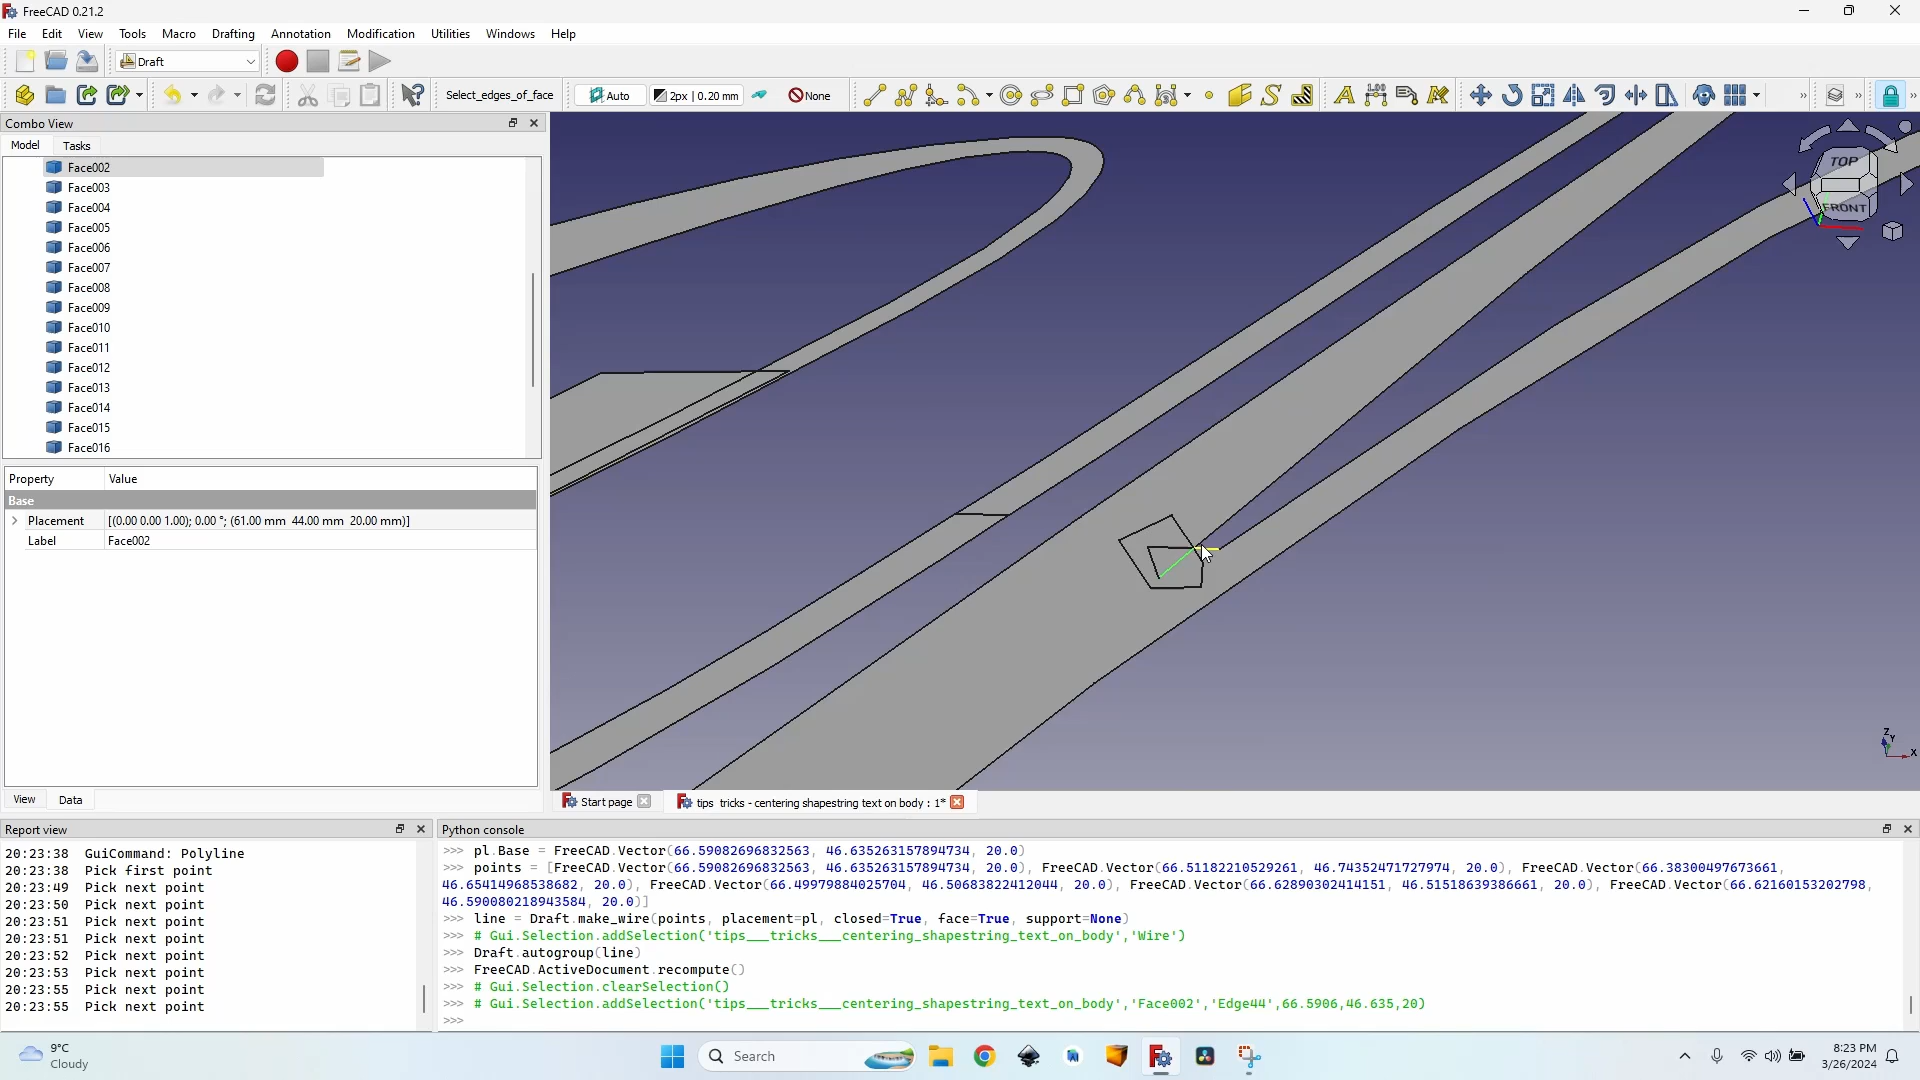 FreeCAD 0.21.2
File Edit View Tools Macro Drafting Annotation Modification Utilities Windows Help
Draft
Select_edges_of_face Auto 2px | 0.20 mm None
Combo View
Model Tasks
Face002
Face003
Face004
Face005
Face006
Face007
Face008
Face009
Face010
Face011
Face012
Face013
Face014
Face015
Face016
Property Value
Base
Placement [(0.00 0.00 1.00); 0.00 °; (61.00 mm 44.00 mm 20.00 mm)]
Label Face002
TOP
FRONT
Z
Y
X
View Data
Start page tips tricks - centering shapestring text on body : 1*
Report view
20:23:38 GuiCommand: Polyline
20:23:38 Pick first point
20:23:49 Pick next point
20:23:50 Pick next point
20:23:51 Pick next point
20:23:51 Pick next point
20:23:52 Pick next point
20:23:53 Pick next point
20:23:55 Pick next point
20:23:55 Pick next point
Python console
>>> pl.Base = FreeCAD.Vector(66.59082696832563, 46.635263157894734, 20.0)
>>> points = [FreeCAD.Vector(66.59082696832563, 46.635263157894734, 20.0), FreeCAD.Vector(66.51182210529261, 46.74352471727974, 20.0), FreeCAD.Vector(66.38300497673661,
46.65414968538682, 20.0), FreeCAD.Vector(66.49979884025704, 46.50683822412044, 20.0), FreeCAD.Vector(66.62890302414151, 46.51518639386661, 20.0), FreeCAD.Vector(66.62160153202798,
46.590080218943584, 20.0)]
>>> line = Draft.make_wire(points, placement=pl, closed=True, face=True, support=None)
>>> # Gui.Selection.addSelection('tips___tricks___centering_shapestring_text_on_body','Wire')
>>> Draft.autogroup(line)
>>> FreeCAD.ActiveDocument.recompute()
>>> # Gui.Selection.clearSelection()
>>> # Gui.Selection.addSelection('tips___tricks___centering_shapestring_text_on_body','Face002','Edge44',66.5906,46.635,20)
>>>
9°C
Cloudy
Search
8:23 PM
3/26/2024